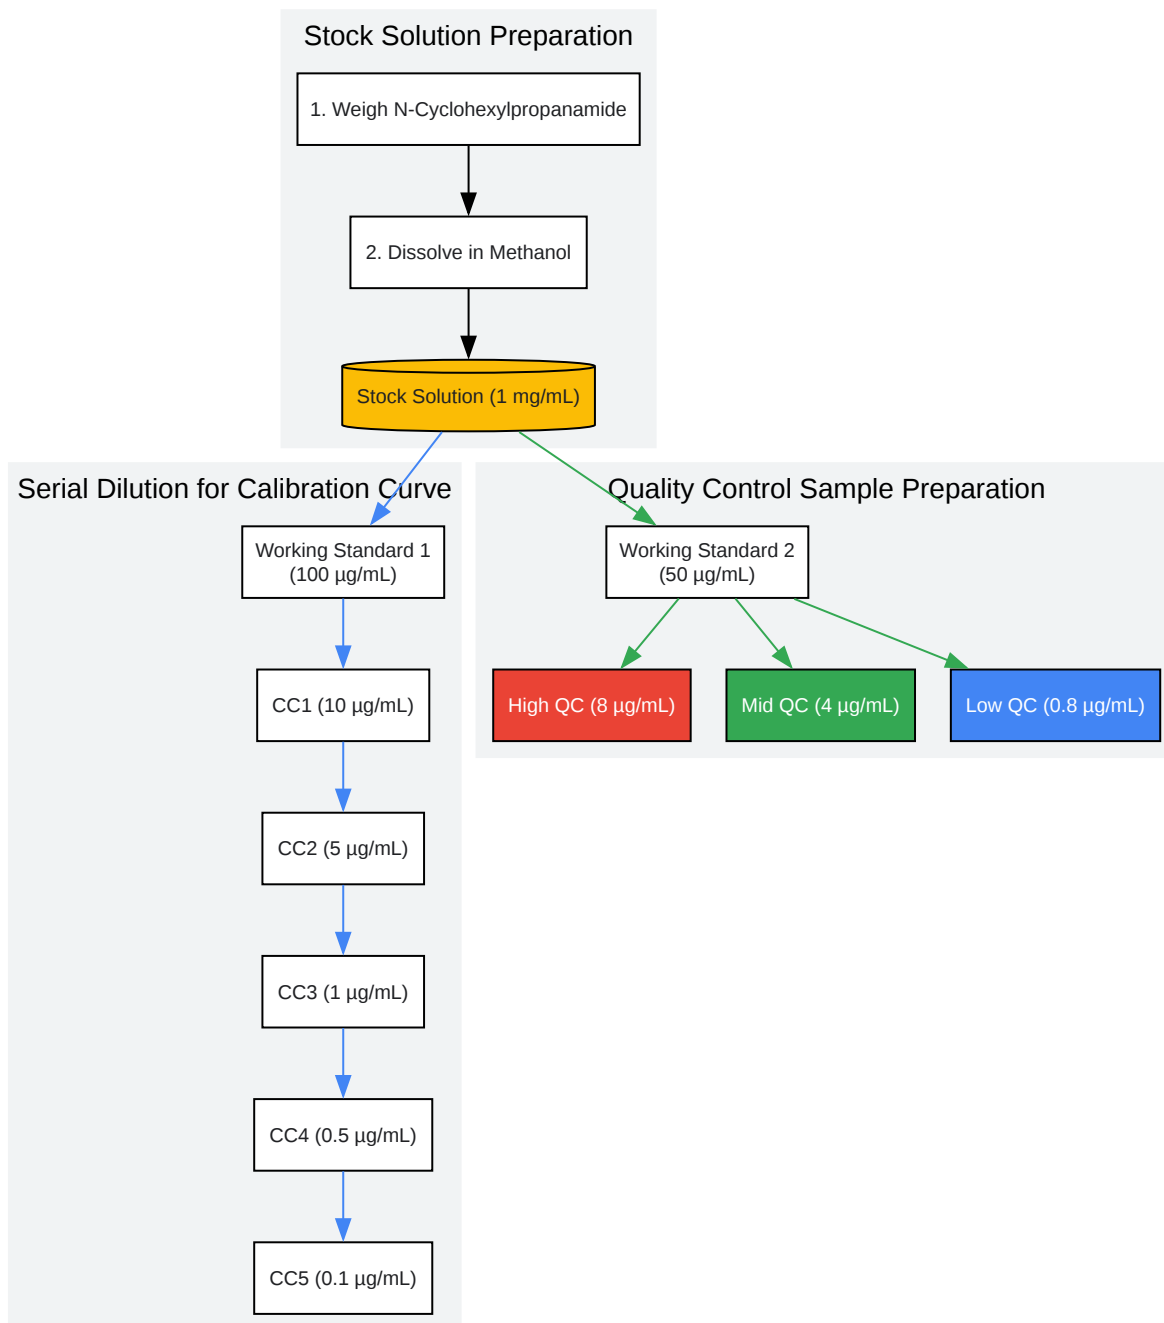 Stock Solution Preparation
1. Weigh N-Cyclohexylpropanamide
2. Dissolve in Methanol
Stock Solution (1 mg/mL)
Serial Dilution for Calibration Curve
Working Standard 1
(100 µg/mL)
CC1 (10 µg/mL)
CC2 (5 µg/mL)
CC3 (1 µg/mL)
CC4 (0.5 µg/mL)
CC5 (0.1 µg/mL)
Quality Control Sample Preparation
Working Standard 2
(50 µg/mL)
High QC (8 µg/mL)
Mid QC (4 µg/mL)
Low QC (0.8 µg/mL)